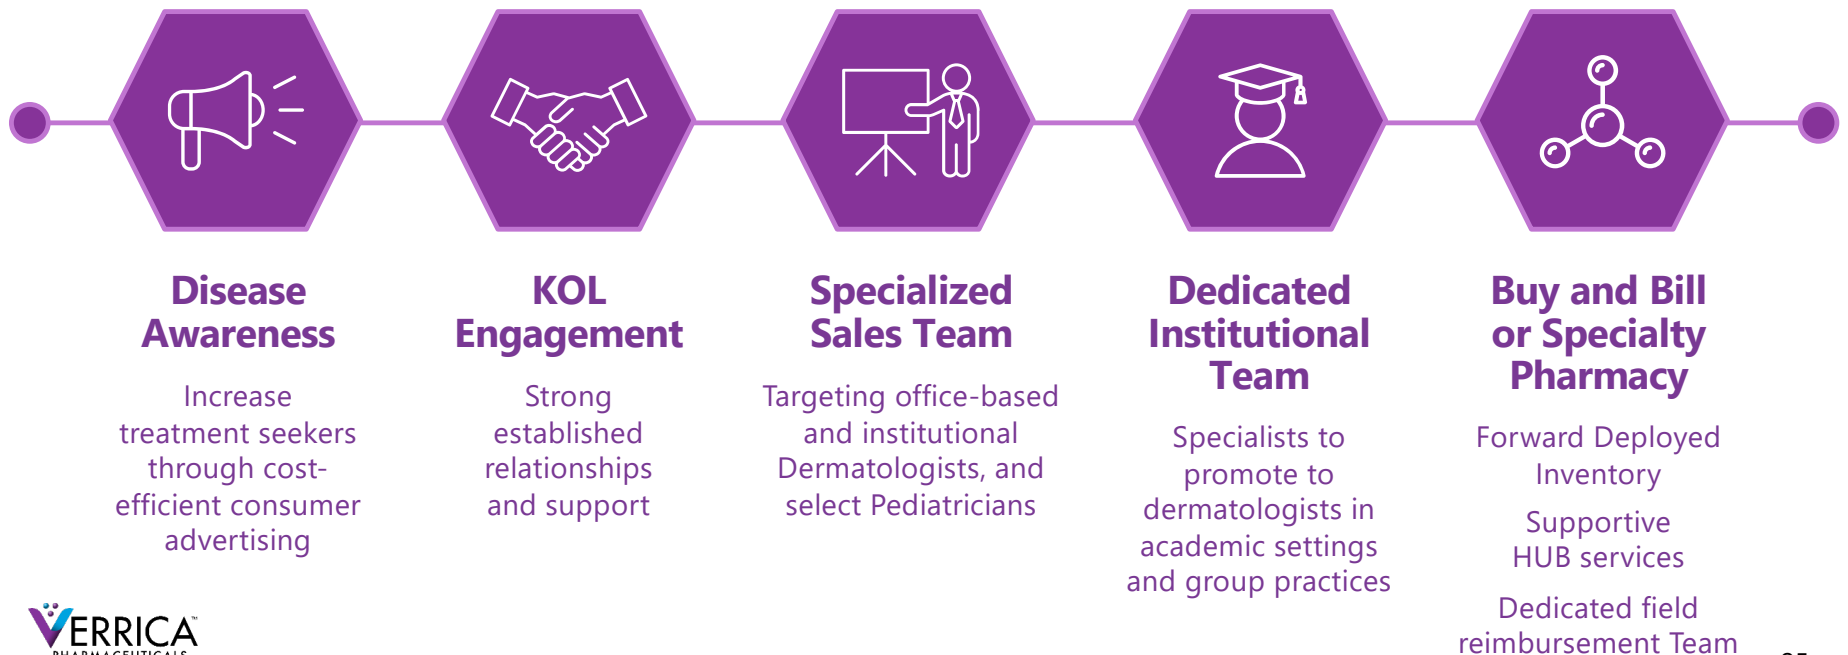 Disease
Awareness
Increase
treatment seekers
through cost-
efficient consumer
advertising
KOL
Engagement
Strong
established
relationships
and support
Specialized
Sales Team
Targeting office-based
and institutional
Dermatologists, and
select Pediatricians
Dedicated
Institutional
Team
Specialists to
promote to
dermatologists in
academic settings
and group practices
Buy and Bill
or Specialty
Pharmacy
Forward Deployed
Inventory
Supportive
HUB services
Dedicated field
reimbursement Team
VERRICA™
PHARMACEUTICALS